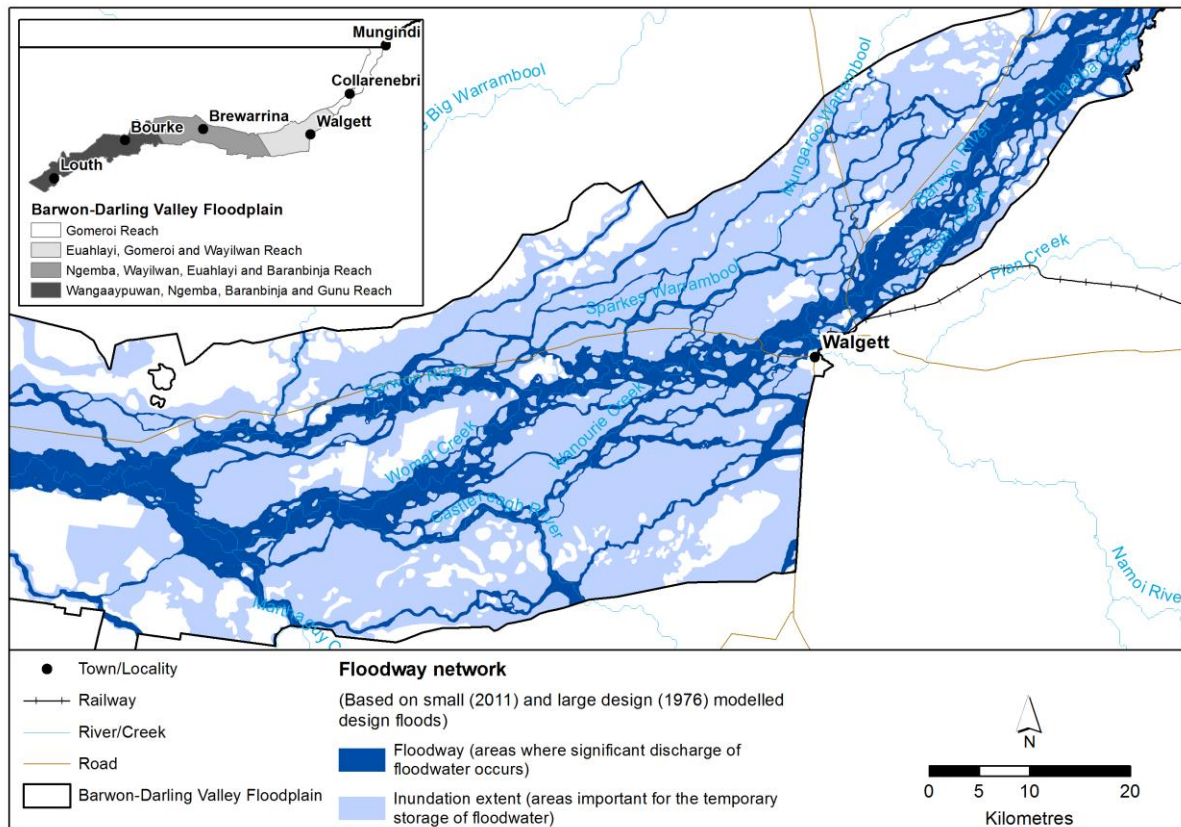 Mungindi
Collarenebri
Brewarrina
Walgett
Bourke
Louth
Barwon-Darling Valley Floodplain
Gomeroi Reach
Euahlayi, Gomeroi and Wayilwan Reach
Ngemba, Wayilwan, Euahlayi and Baranbinja Reach
Wangaaypuwan, Ngemba, Baranbinja and Gunu Reach
Big Warrambool
Mungaroo Warrambool
Barwon River
Pian Creek
Sparkes Warrambool
Walgett
Barwon River
Wanourie Creek
Womat Creek
Castlereagh River
Namoi River
Marthaguy C
Town/Locality
Railway
River/Creek
Road
Barwon-Darling Valley Floodplain
Floodway network
(Based on small (2011) and large design (1976) modelled
design floods)
Floodway (areas where significant discharge of
floodwater occurs)
Inundation extent (areas important for the temporary
storage of floodwater)
N
0 5 10 20
Kilometres